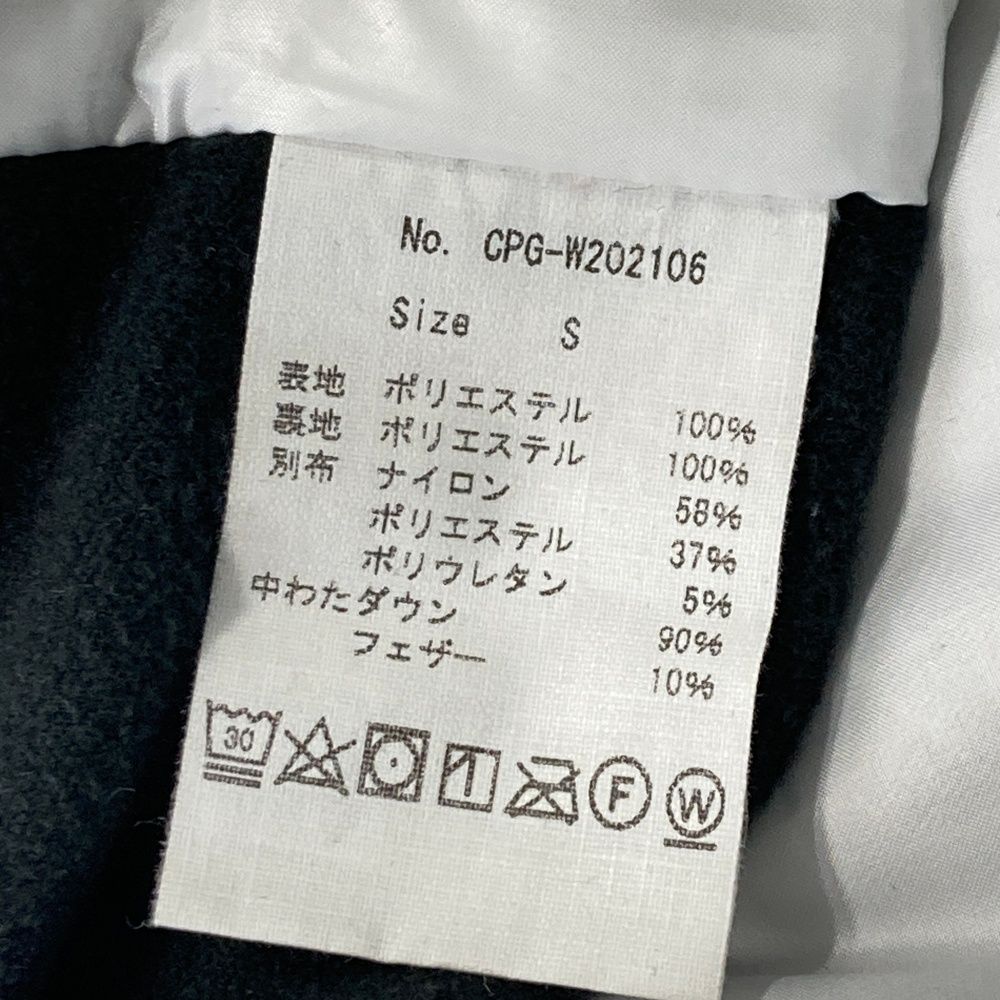 No. CPG-W202106
Size S
表地 ポリエステル 100%
裏地 ポリエステル 100%
別布 ナイロン 58%
ポリエステル 37%
ポリウレタン 5%
中わたダウン 90%
フェザー 10%
30 F W